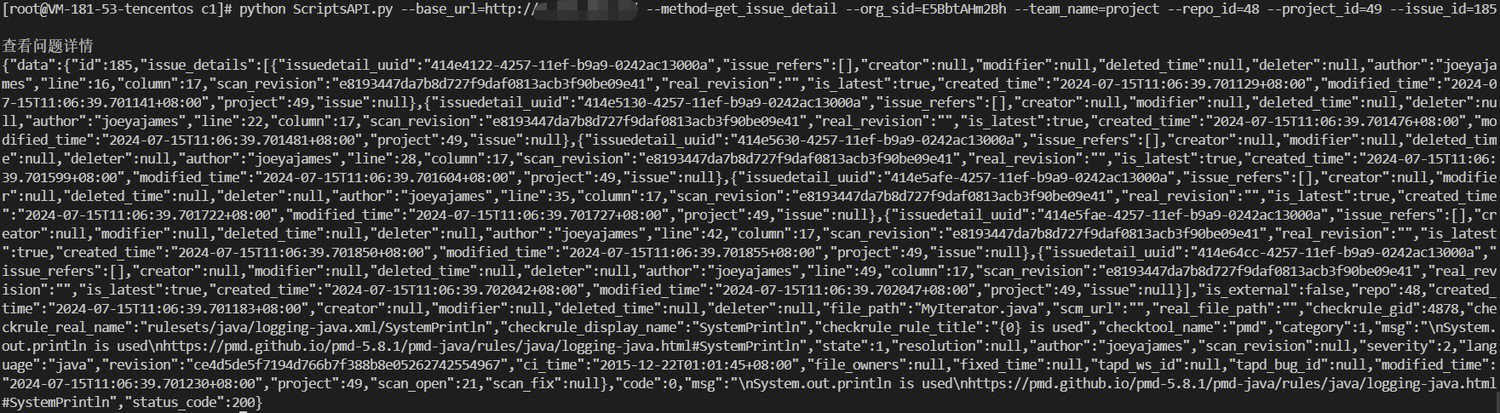 [root@VM-181-53-tencentos c1]# python ScriptsAPI.py --base_url=http:// / --method=get_issue_detail --org_sid=E5BbtAHm2Bh --team_name=project --repo_id=48 --project_id=49 --issue_id=185
查看问题详情
{"data":{"id":185,"issue_details":[{"issuedetail_uuid":"414e4122-4257-11ef-b9a9-0242ac13000a","issue_refers":[],"creator":null,"modifier":null,"deleted_time":null,"deleter":null,"author":"joeyaja
mes","line":16,"column":17,"scan_revision":"e8193447da7b8d727f9daf0813acb3f90be09e41","real_revision":"","is_latest":true,"created_time":"2024-07-15T11:06:39.701129+08:00","modified_time":"2024-0
7-15T11:06:39.701141+08:00","project":49,"issue":null},{"issuedetail_uuid":"414e5130-4257-11ef-b9a9-0242ac13000a","issue_refers":[],"creator":null,"modifier":null,"deleted_time":null,"deleter":nu
ll,"author":"joeyajames","line":22,"column":17,"scan_revision":"e8193447da7b8d727f9daf0813acb3f90be09e41","real_revision":"","is_latest":true,"created_time":"2024-07-15T11:06:39.701476+08:00","mo
dified_time":"2024-07-15T11:06:39.701481+08:00","project":49,"issue":null},{"issuedetail_uuid":"414e5630-4257-11ef-b9a9-0242ac13000a","issue_refers":[],"creator":null,"modifier":null,"deleted_tim
e":null,"deleter":null,"author":"joeyajames","line":28,"column":17,"scan_revision":"e8193447da7b8d727f9daf0813acb3f90be09e41","real_revision":"","is_latest":true,"created_time":"2024-07-15T11:06:
39.701599+08:00","modified_time":"2024-07-15T11:06:39.701604+08:00","project":49,"issue":null},{"issuedetail_uuid":"414e5afe-4257-11ef-b9a9-0242ac13000a","issue_refers":[],"creator":null,"modifie
r":null,"deleted_time":null,"deleter":null,"author":"joeyajames","line":35,"column":17,"scan_revision":"e8193447da7b8d727f9daf0813acb3f90be09e41","real_revision":"","is_latest":true,"created_time
":"2024-07-15T11:06:39.701722+08:00","modified_time":"2024-07-15T11:06:39.701727+08:00","project":49,"issue":null},{"issuedetail_uuid":"414e5fae-4257-11ef-b9a9-0242ac13000a","issue_refers":[],"cr
eator":null,"modifier":null,"deleted_time":null,"deleter":null,"author":"joeyajames","line":42,"column":17,"scan_revision":"e8193447da7b8d727f9daf0813acb3f90be09e41","real_revision":"","is_latest
":true,"created_time":"2024-07-15T11:06:39.701850+08:00","modified_time":"2024-07-15T11:06:39.701855+08:00","project":49,"issue":null},{"issuedetail_uuid":"414e64cc-4257-11ef-b9a9-0242ac13000a","
issue_refers":[],"creator":null,"modifier":null,"deleted_time":null,"deleter":null,"author":"joeyajames","line":49,"column":17,"scan_revision":"e8193447da7b8d727f9daf0813acb3f90be09e41","real_rev
ision":"","is_latest":true,"created_time":"2024-07-15T11:06:39.702042+08:00","modified_time":"2024-07-15T11:06:39.702047+08:00","project":49,"issue":null}],"is_external":false,"repo":48,"created_
time":"2024-07-15T11:06:39.701183+08:00","creator":null,"modifier":null,"deleted_time":null,"deleter":null,"file_path":"MyIterator.java","scm_url":"","real_file_path":"","checkrule_gid":4878,"che
ckrule_real_name":"rulesets/java/logging-java.xml/SystemPrintln","checkrule_display_name":"SystemPrintln","checkrule_rule_title":"{0} is used","checktool_name":"pmd","category":1,"msg":"\nSystem.
out.println is used\nhttps://pmd.github.io/pmd-5.8.1/pmd-java/rules/java/logging-java.html#SystemPrintln","state":1,"resolution":null,"author":"joeyajames","scan_revision":null,"severity":2,"lang
uage":"java","revision":"ce4d5de5f7194d766b7f388b8e05262742554967","ci_time":"2015-12-22T01:01:45+08:00","file_owners":null,"fixed_time":null,"tapd_ws_id":null,"tapd_bug_id":null,"modified_time":
"2024-07-15T11:06:39.701230+08:00","project":49,"scan_open":21,"scan_fix":null},"code":0,"msg":"\nSystem.out.println is used\nhttps://pmd.github.io/pmd-5.8.1/pmd-java/rules/java/logging-java.html
#SystemPrintln","status_code":200}